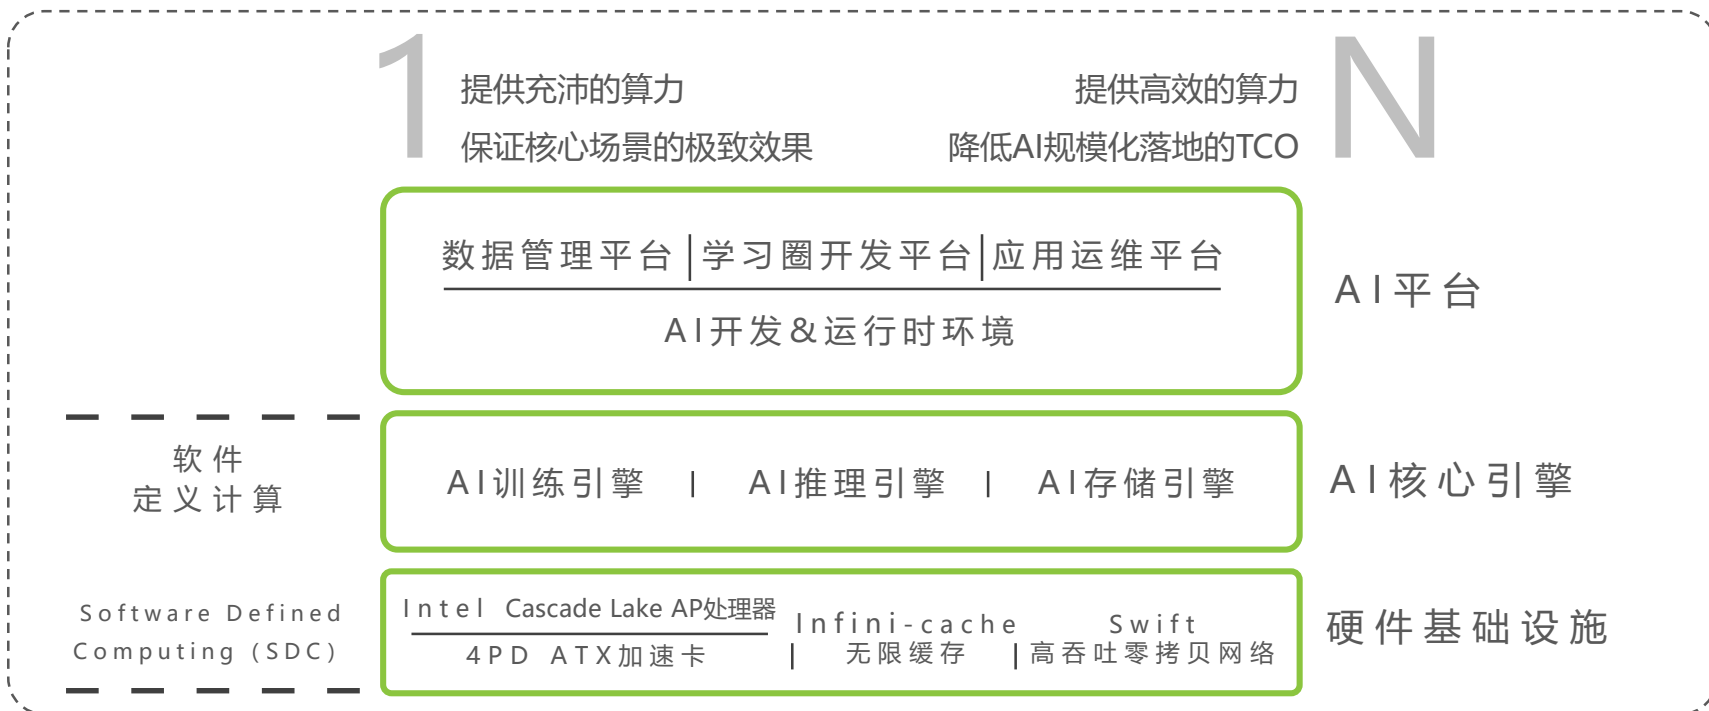 1
提供充沛的算力
保证核心场景的极致效果
提供高效的算力
降低AI规模化落地的TCO
N
数据管理平台|学习圈开发平台|应用运维平台
AI开发&运行时环境
AI平台
软件
定义计算
AI训练引擎 | AI推理引擎 | AI存储引擎
AI核心引擎
Software Defined
Computing (SDC)
Intel Cascade Lake AP处理器
4PD ATX加速卡
Infini-cache
无限缓存
Swift
高吞吐零拷贝网络
硬件基础设施